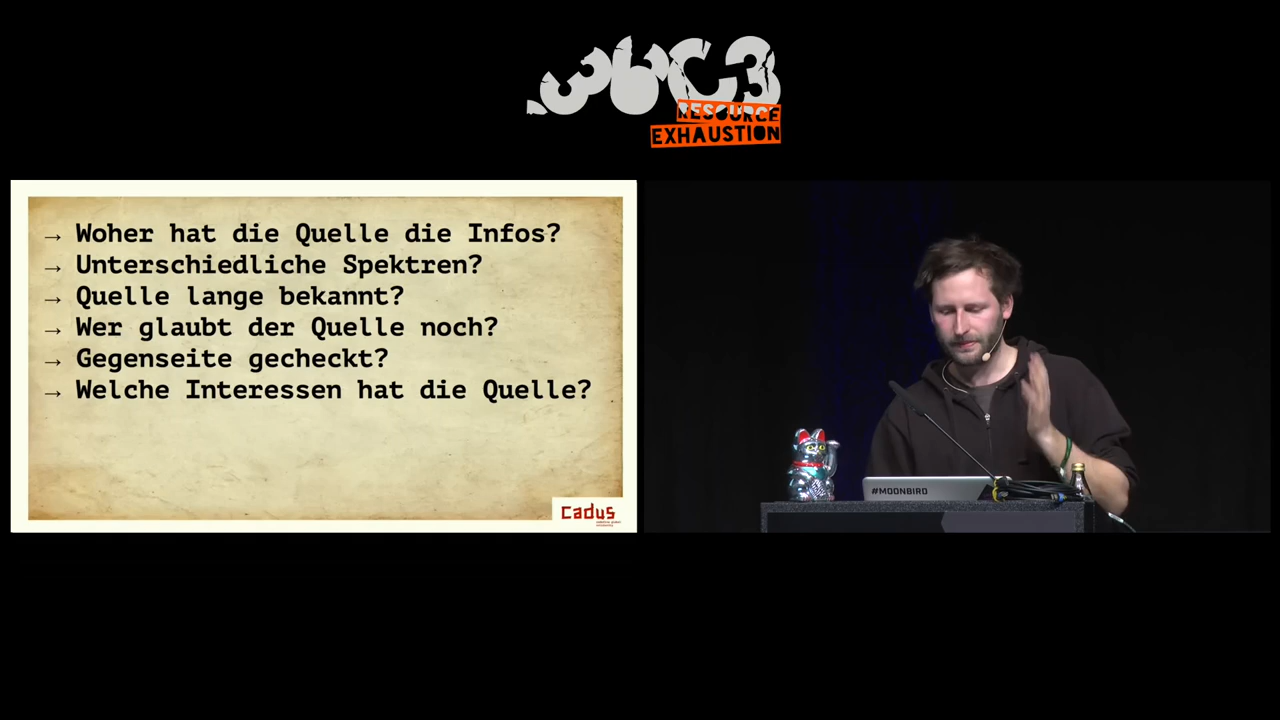 36C3
RESOURCE
EXHAUSTION
→ Woher hat die Quelle die Infos?
→ Unterschiedliche Spektren?
→ Quelle lange bekannt?
→ Wer glaubt der Quelle noch?
→ Gegenseite gecheckt?
→ Welche Interessen hat die Quelle?
cadus
#MOONBIRD